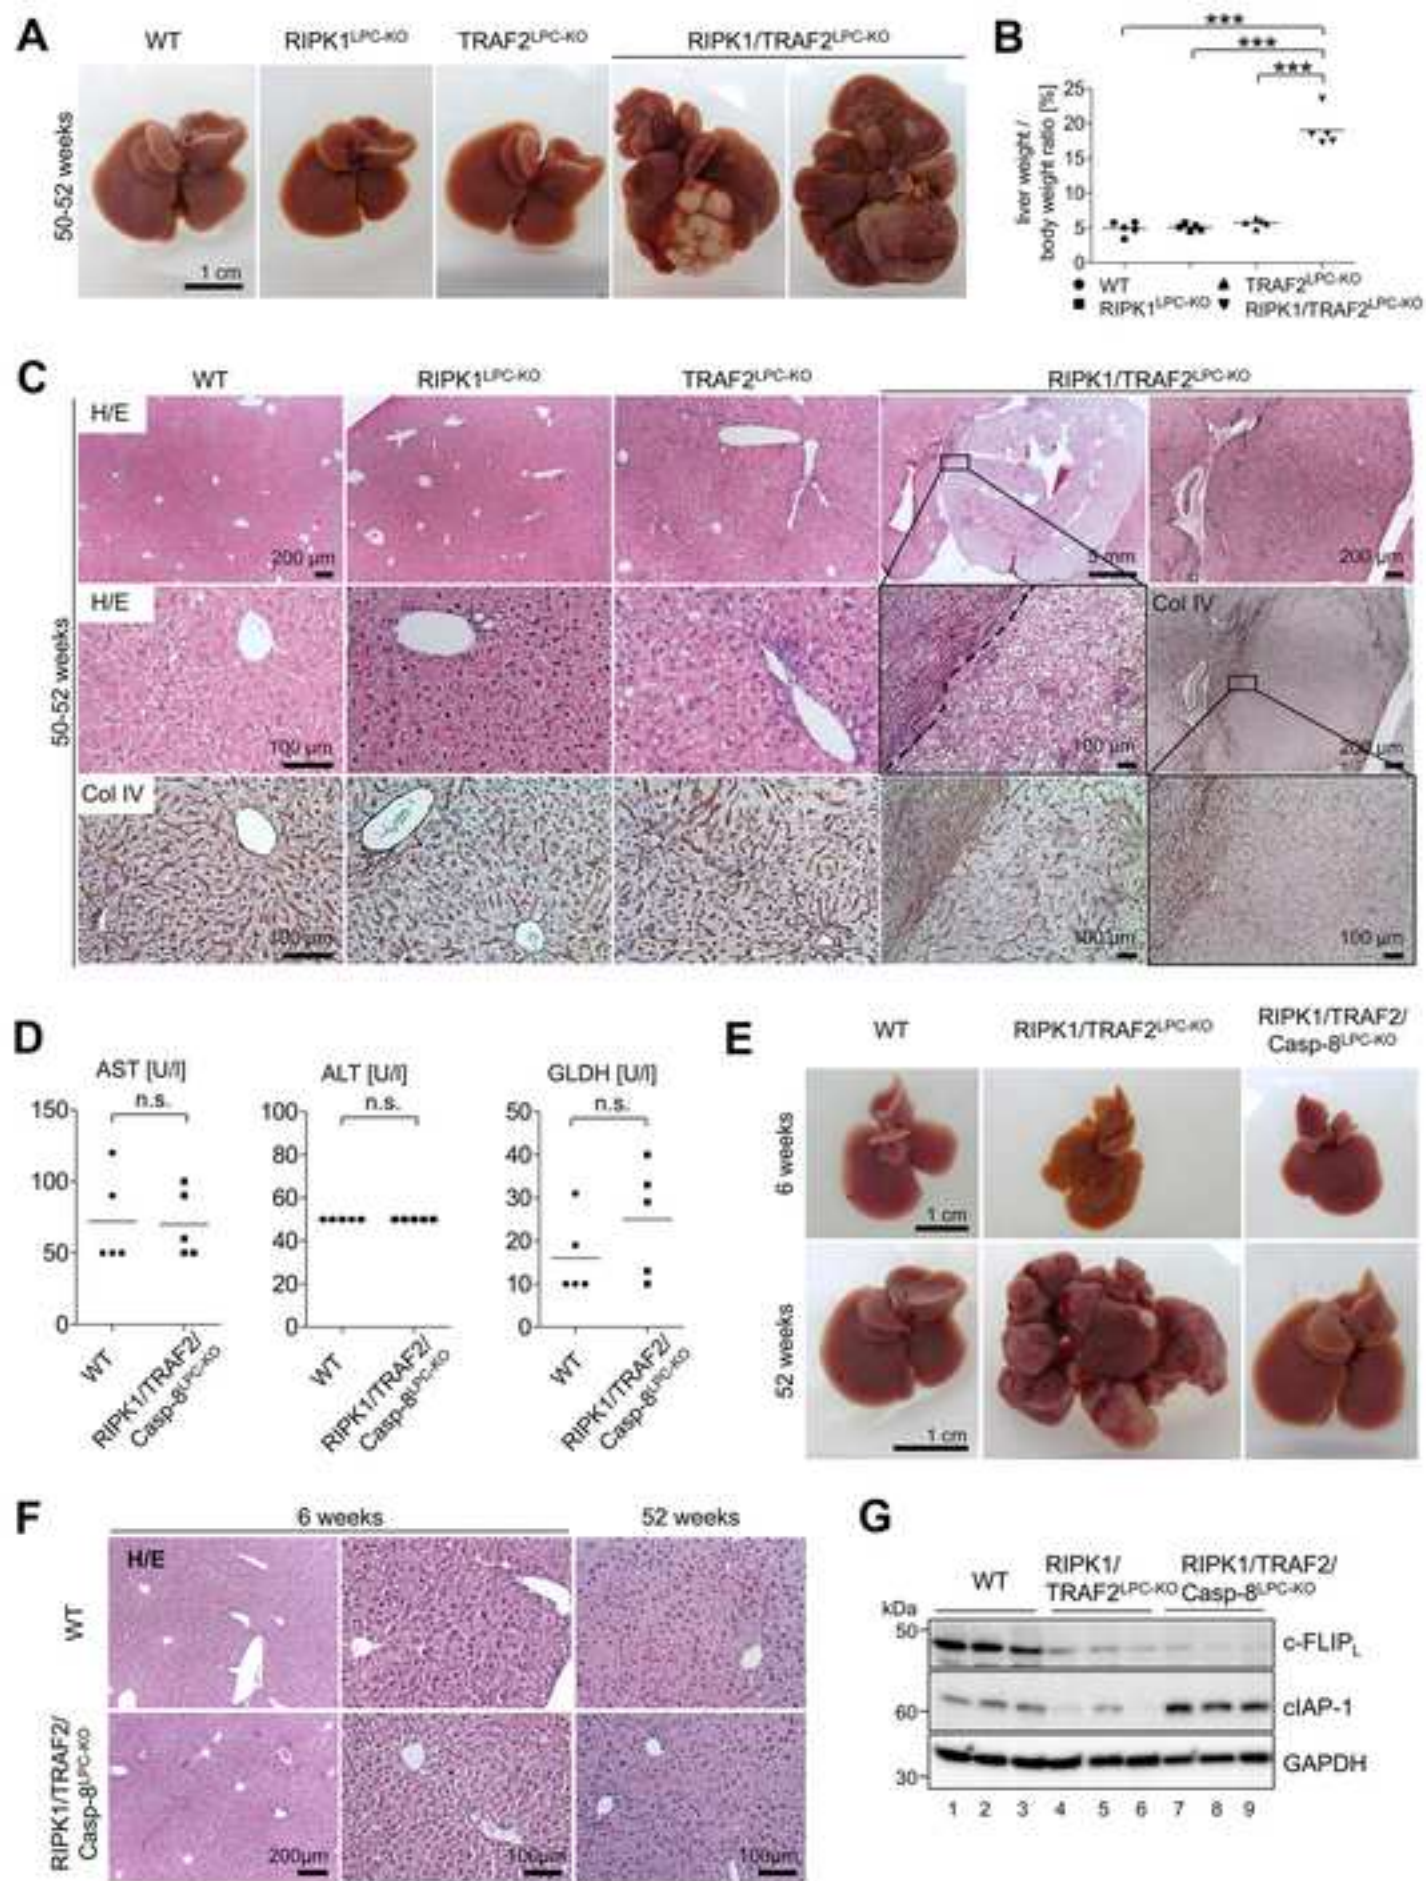 A
WT
RIPK1LPC-KO
TRAF2LPC-KO
RIPK1/TRAF2LPC-KO
50-52 weeks
1 cm
B
***
***
***
liver weight /
body weight ratio [%]
25
20
15
10
5
0
WT
TRAF2LPC-KO
RIPK1LPC-KO
RIPK1/TRAF2LPC-KO
C
WT
RIPK1LPC-KO
TRAF2LPC-KO
RIPK1/TRAF2LPC-KO
50-52 weeks
H/E
200 µm
5 mm
200 µm
H/E
Col IV
100 µm
100 µm
200 µm
Col IV
100 µm
100 µm
100 µm
D
AST [U/l]
n.s.
150
100
50
0
WT
RIPK1/TRAF2/
Casp-8LPC-KO
ALT [U/l]
n.s.
100
80
60
40
20
0
WT
RIPK1/TRAF2/
Casp-8LPC-KO
GLDH [U/l]
n.s.
50
40
30
20
10
0
WT
RIPK1/TRAF2/
Casp-8LPC-KO
E
WT
RIPK1/TRAF2LPC-KO
RIPK1/TRAF2/
Casp-8LPC-KO
6 weeks
1 cm
52 weeks
1 cm
F
6 weeks
52 weeks
H/E
WT
RIPK1/TRAF2/
Casp-8LPC-KO
200µm
100µm
100µm
G
WT
RIPK1/
TRAF2LPC-KO
RIPK1/TRAF2/
Casp-8LPC-KO
kDa
50
c-FLIPL
60
cIAP-1
30
GAPDH
1 2 3 4 5 6 7 8 9